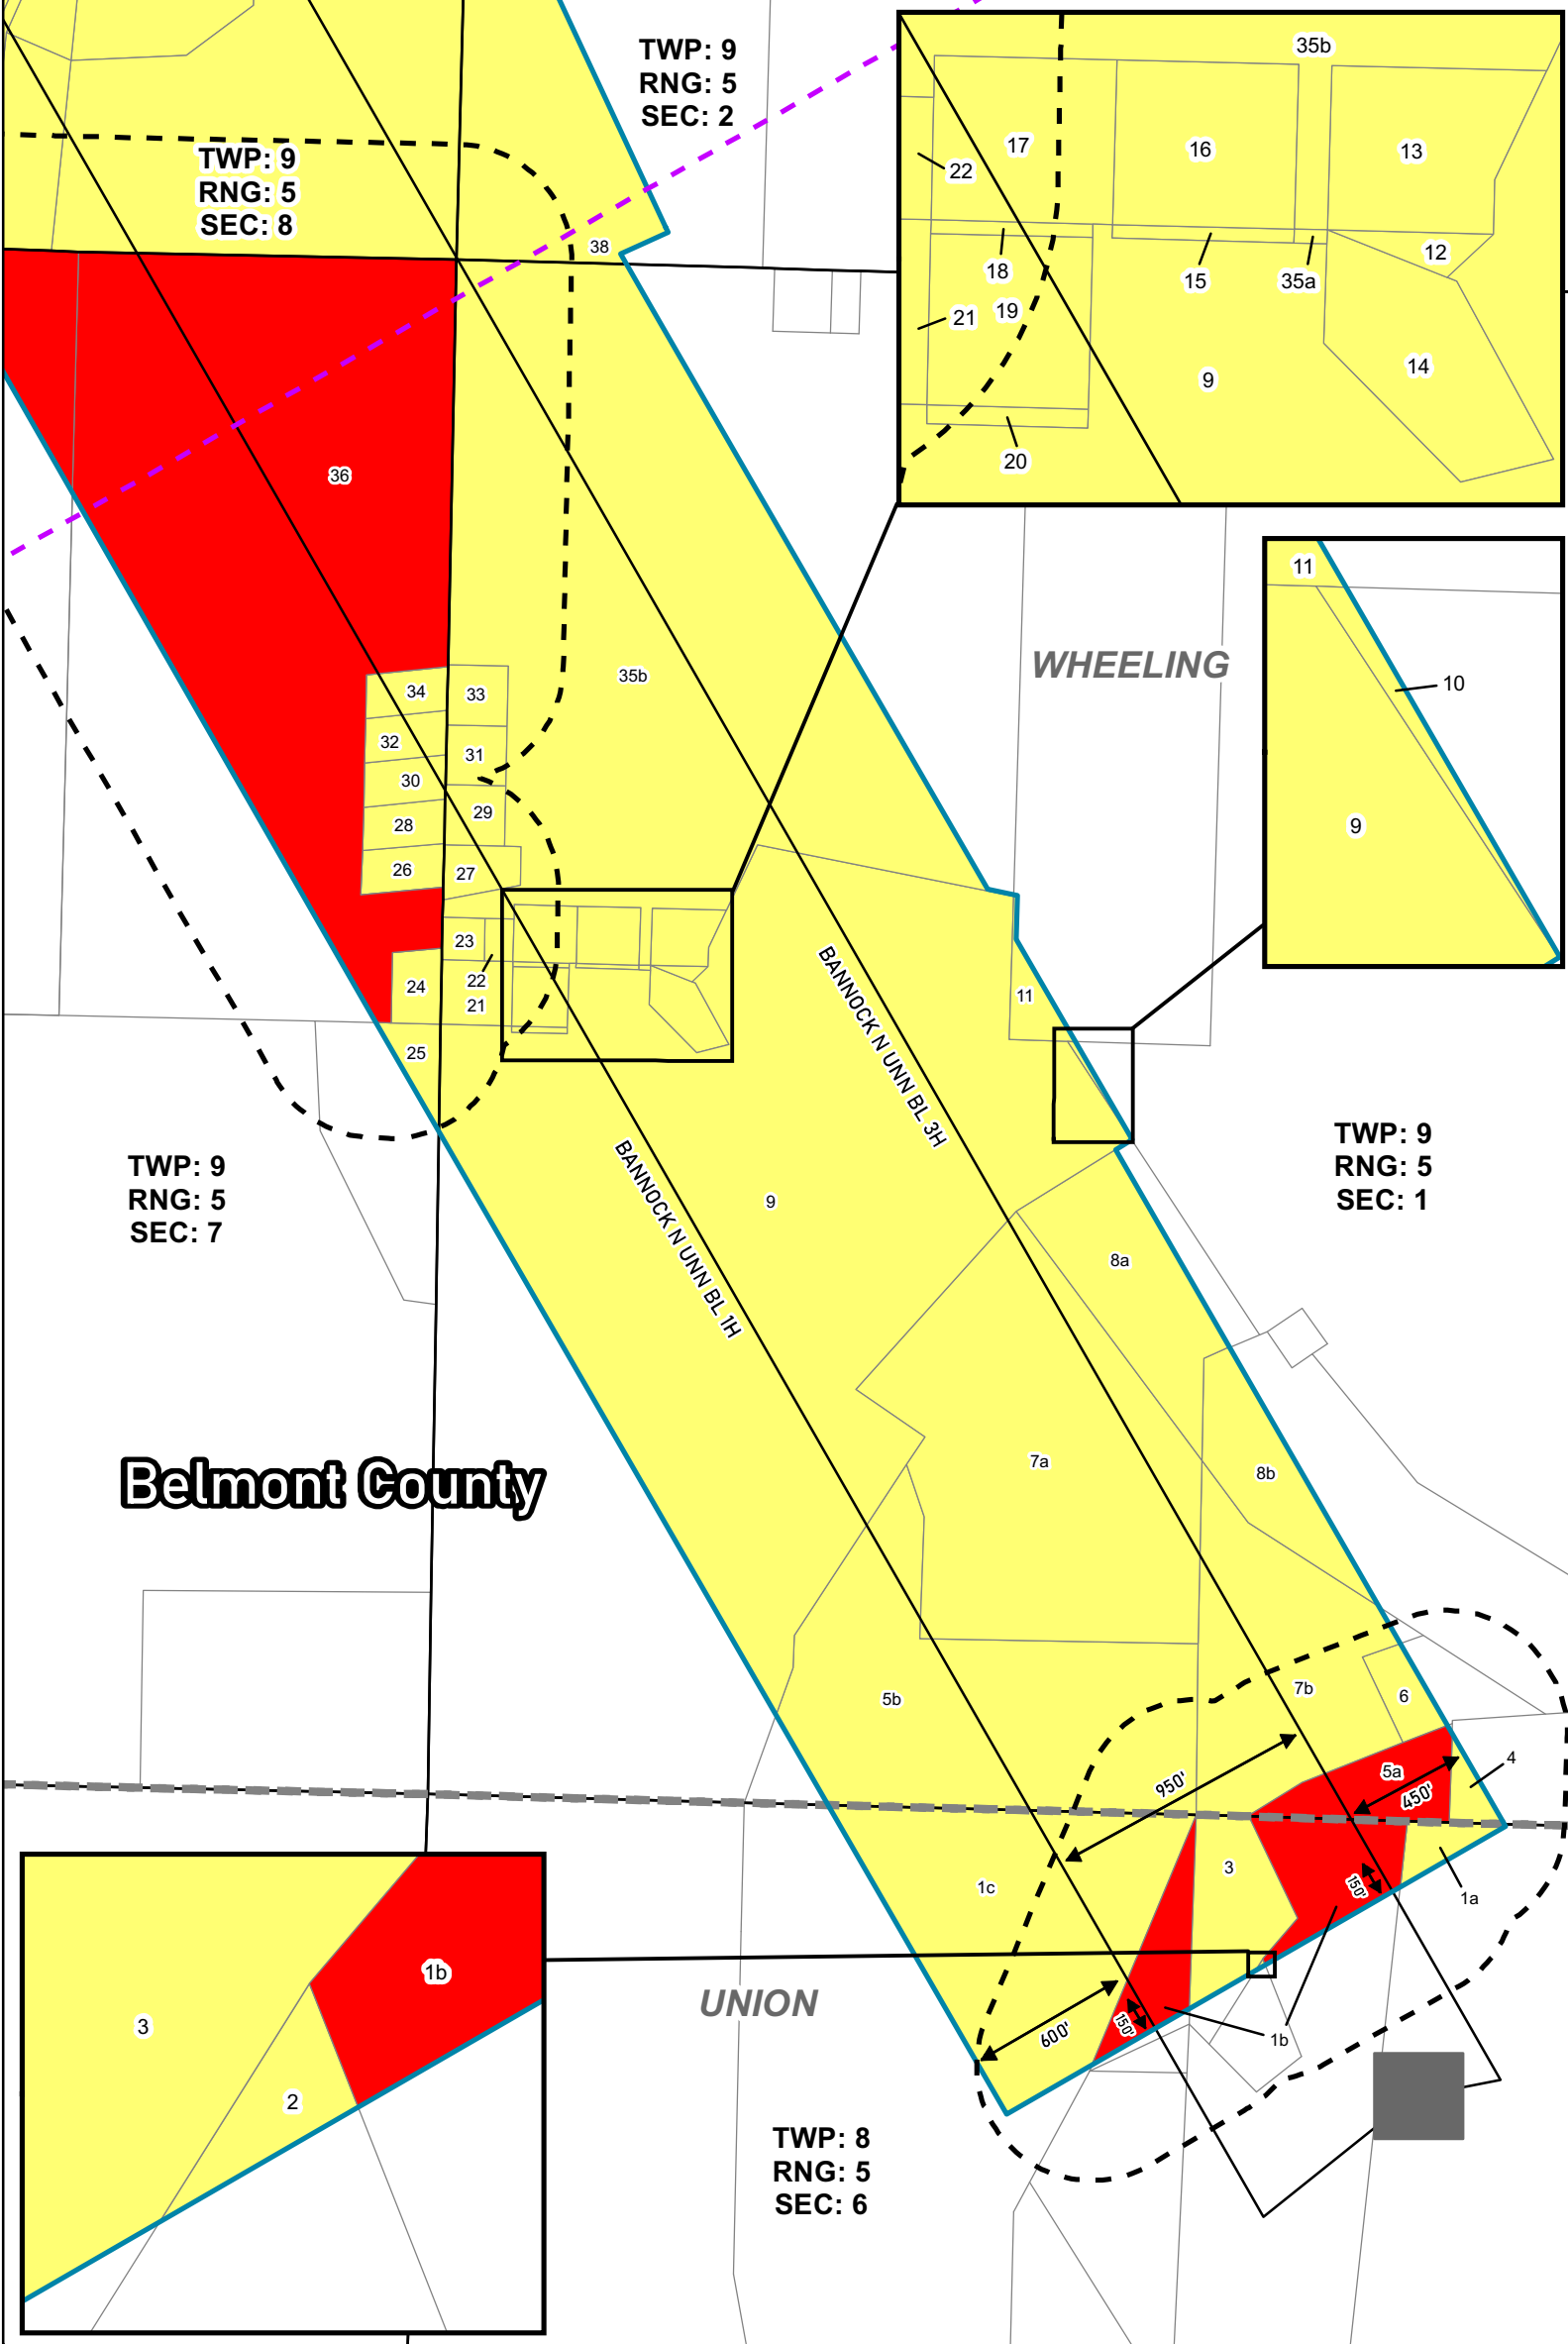 TWP: 9
RNG: 5
SEC: 2
TWP: 9
RNG: 5
SEC: 8
38
36
35b
17
16
13
22
18
15
35a
12
21
19
9
14
20
35b
34
33
32
31
30
29
28
27
26
23
22
24
21
25
WHEELING
11
10
9
11
BANNOCK N UNN BL 3H
BANNOCK N UNN BL 1H
TWP: 9
RNG: 5
SEC: 7
TWP: 9
RNG: 5
SEC: 1
9
8a
7a
8b
Belmont County
5b
7b
6
4
5a
950'
450'
3
1c
150'
1a
600'
150'
1b
UNION
1b
3
2
TWP: 8
RNG: 5
SEC: 6